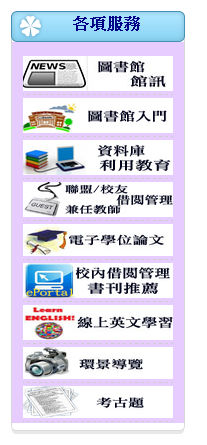 各項服務
NEWS
圖書館
館訊
圖書館入門
資料庫
利用教育
GUEST
聯盟/校友
借閱管理
兼任教師
電子學位論文
ePortal
校內借閱管理
書刊推薦
Learn
ENGLISH!
線上英文學習
環景導覽
考古題